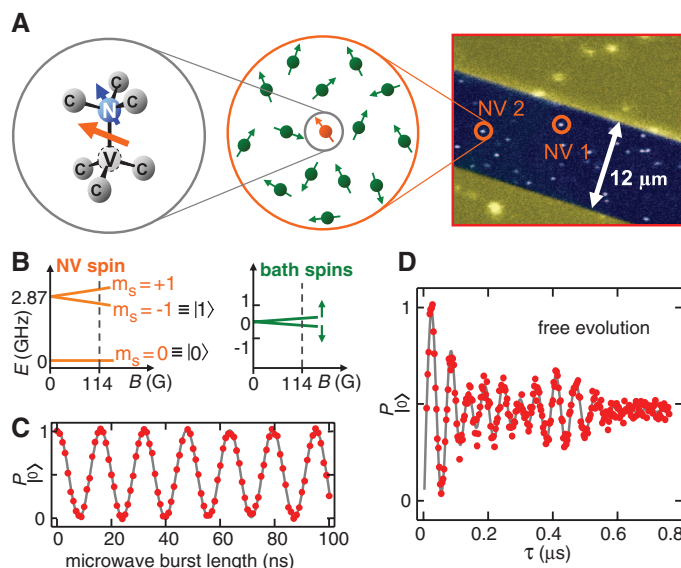 A
C
C
C
N
V
C
C
C
NV 2
NV 1
12 μm
B
NV spin
bath spins
E (GHz)
2.87
0
m_s = +1
m_s = -1 ≡ |1⟩
m_s = 0 ≡ |0⟩
0
114
B (G)
1
0
-1
0
114
B (G)
C
P|0⟩
1
0
0
20
40
60
80
100
microwave burst length (ns)
D
free evolution
P|0⟩
1
0
0
0.2
0.4
0.6
0.8
τ (μs)